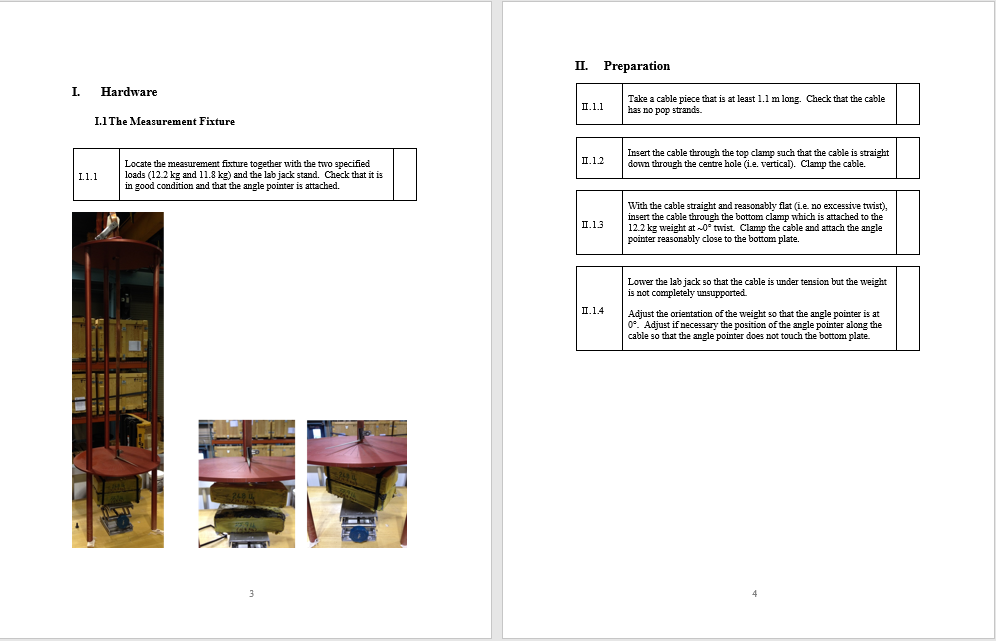 I. Hardware
I.1 The Measurement Fixture
I.1.1
Locate the measurement fixture together with the two specified
loads (12.2 kg and 11.8 kg) and the lab jack stand. Check that it is
in good condition and that the angle pointer is attached.
3
II. Preparation
II.1.1
Take a cable piece that is at least 1.1 m long. Check that the cable
has no pop strands.
II.1.2
Insert the cable through the top clamp such that the cable is straight
down through the centre hole (i.e. vertical). Clamp the cable.
II.1.3
With the cable straight and reasonably flat (i.e. no excessive twist),
insert the cable through the bottom clamp which is attached to the
12.2 kg weight at ~0° twist. Clamp the cable and attach the angle
pointer reasonably close to the bottom plate.
II.1.4
Lower the lab jack so that the cable is under tension but the weight
is not completely unsupported.
Adjust the orientation of the weight so that the angle pointer is at
0°. Adjust if necessary the position of the angle pointer along the
cable so that the angle pointer does not touch the bottom plate.
4